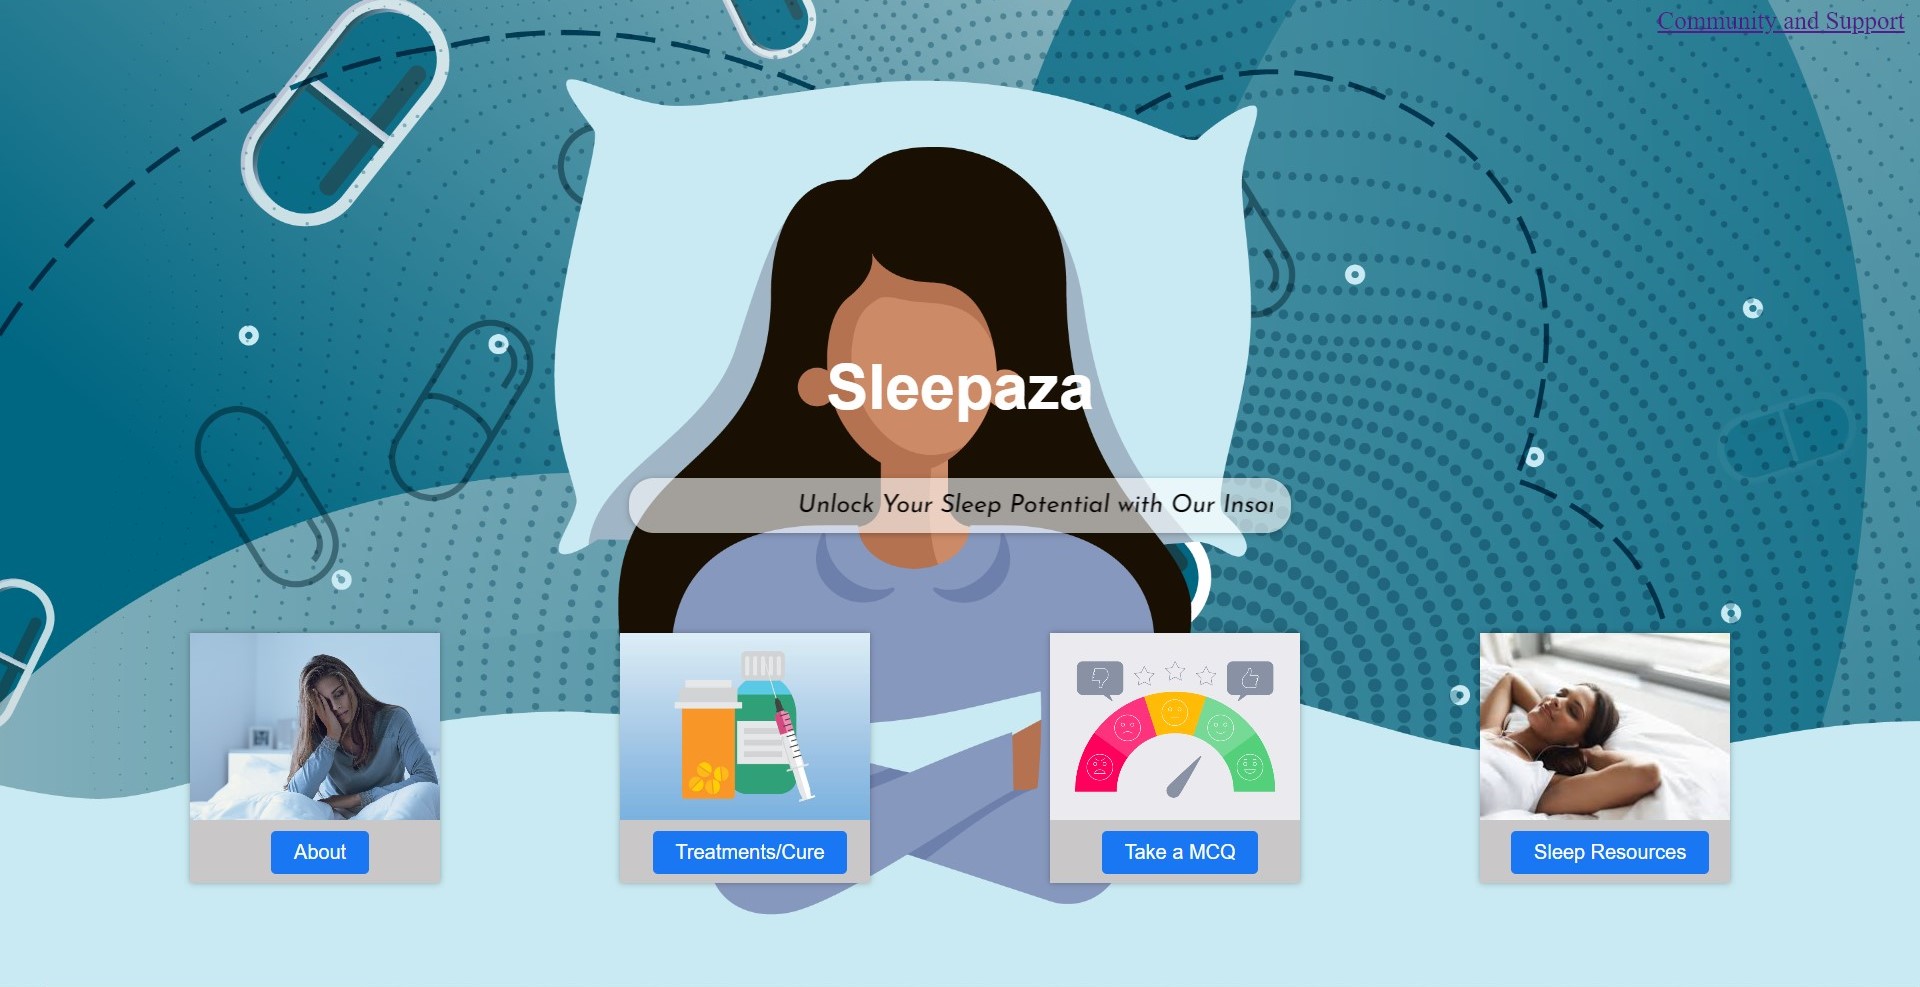 Community and Support
Sleepaza
Unlock Your Sleep Potential with Our
About
Treatments/Cure
Take a MCQ
Sleep Resources